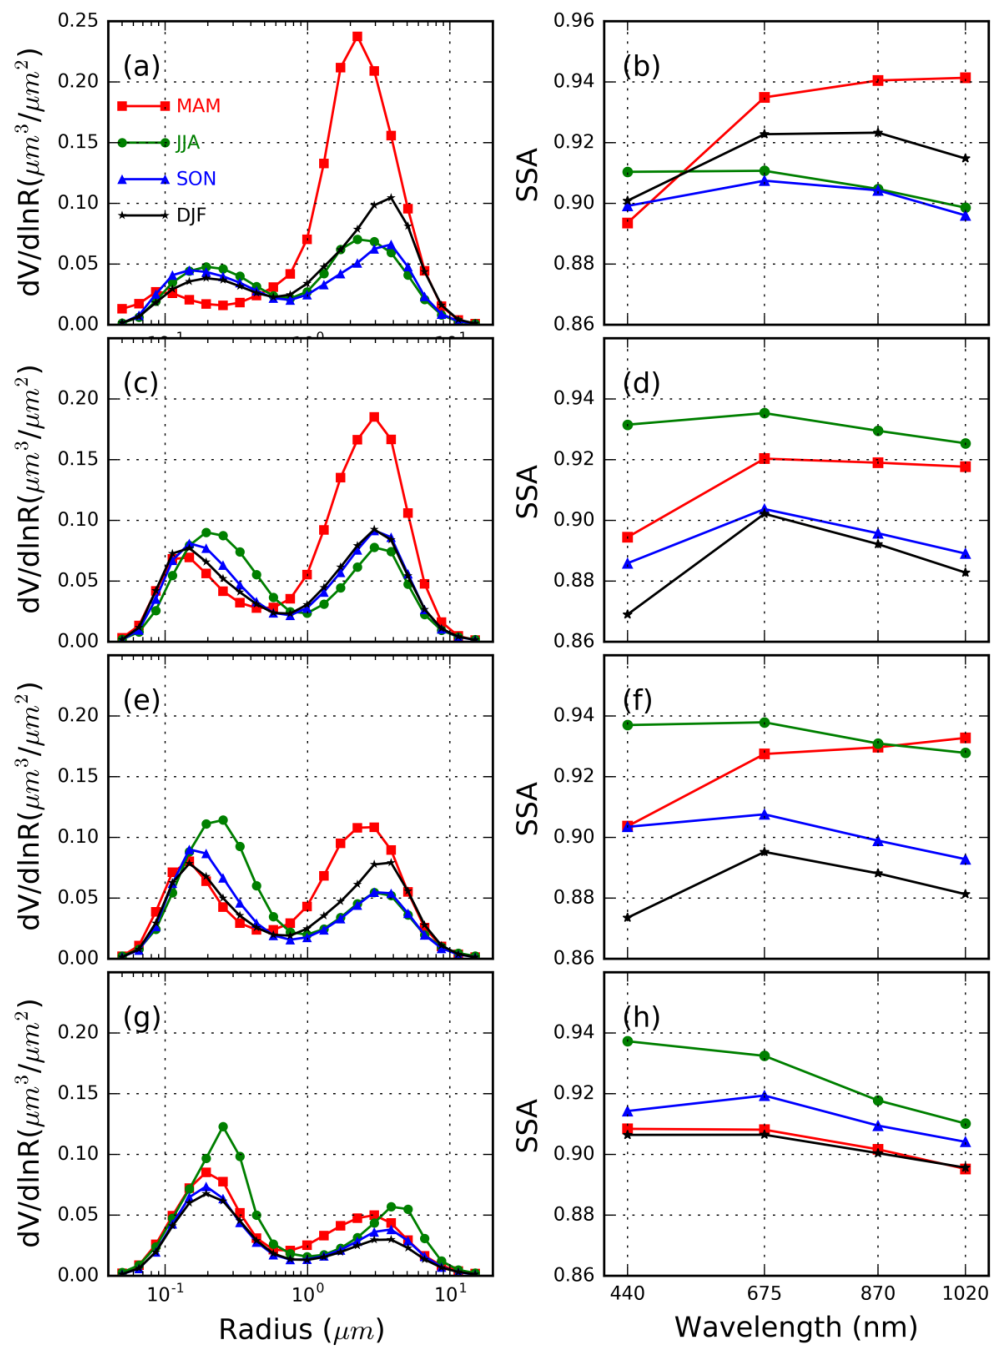 0.25
0.20
0.15
0.10
0.05
0.00
dV/dlnR(μm³/μm²)
(a)
MAM
JJA
SON
DJF
0.96
0.94
0.92
0.90
0.88
0.86
SSA
(b)
0.20
0.15
0.10
0.05
0.00
dV/dlnR(μm³/μm²)
(c)
0.94
0.92
0.90
0.88
0.86
SSA
(d)
0.20
0.15
0.10
0.05
0.00
dV/dlnR(μm³/μm²)
(e)
0.94
0.92
0.90
0.88
0.86
SSA
(f)
0.20
0.15
0.10
0.05
0.00
dV/dlnR(μm³/μm²)
(g)
10⁻¹ 10⁰ 10¹
Radius (μm)
0.94
0.92
0.90
0.88
0.86
SSA
(h)
440 675 870 1020
Wavelength (nm)